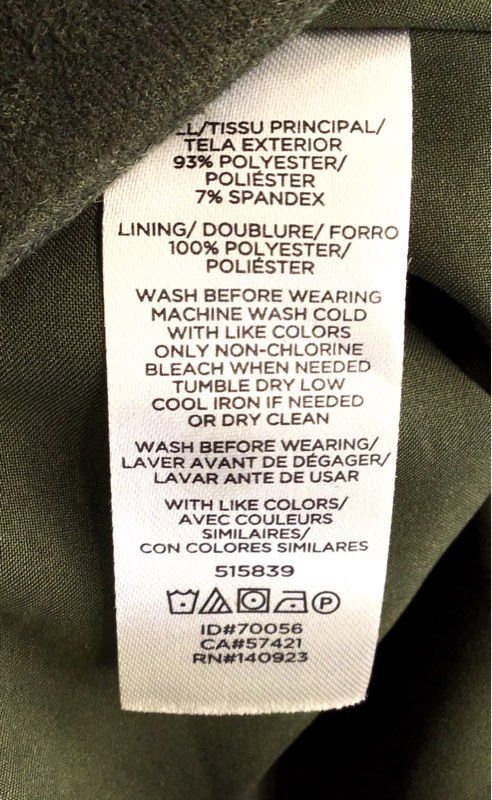 TISSU PRINCIPAL/
TELA EXTERIOR
93% POLYESTER/
POLIÉSTER
7% SPANDEX
LINING/ DOUBLURE/ FORRO
100% POLYESTER/
POLIÉSTER
WASH BEFORE WEARING
MACHINE WASH COLD
WITH LIKE COLORS
ONLY NON-CHLORINE
BLEACH WHEN NEEDED
TUMBLE DRY LOW
COOL IRON IF NEEDED
OR DRY CLEAN
WASH BEFORE WEARING/
LAVER AVANT DE DÉGAGER/
LAVAR ANTE DE USAR
WITH LIKE COLORS/
AVEC COULEURS
SIMILAIRES/
CON COLORES SIMILARES
515839
P
ID#70056
CA#57421
RN#140923